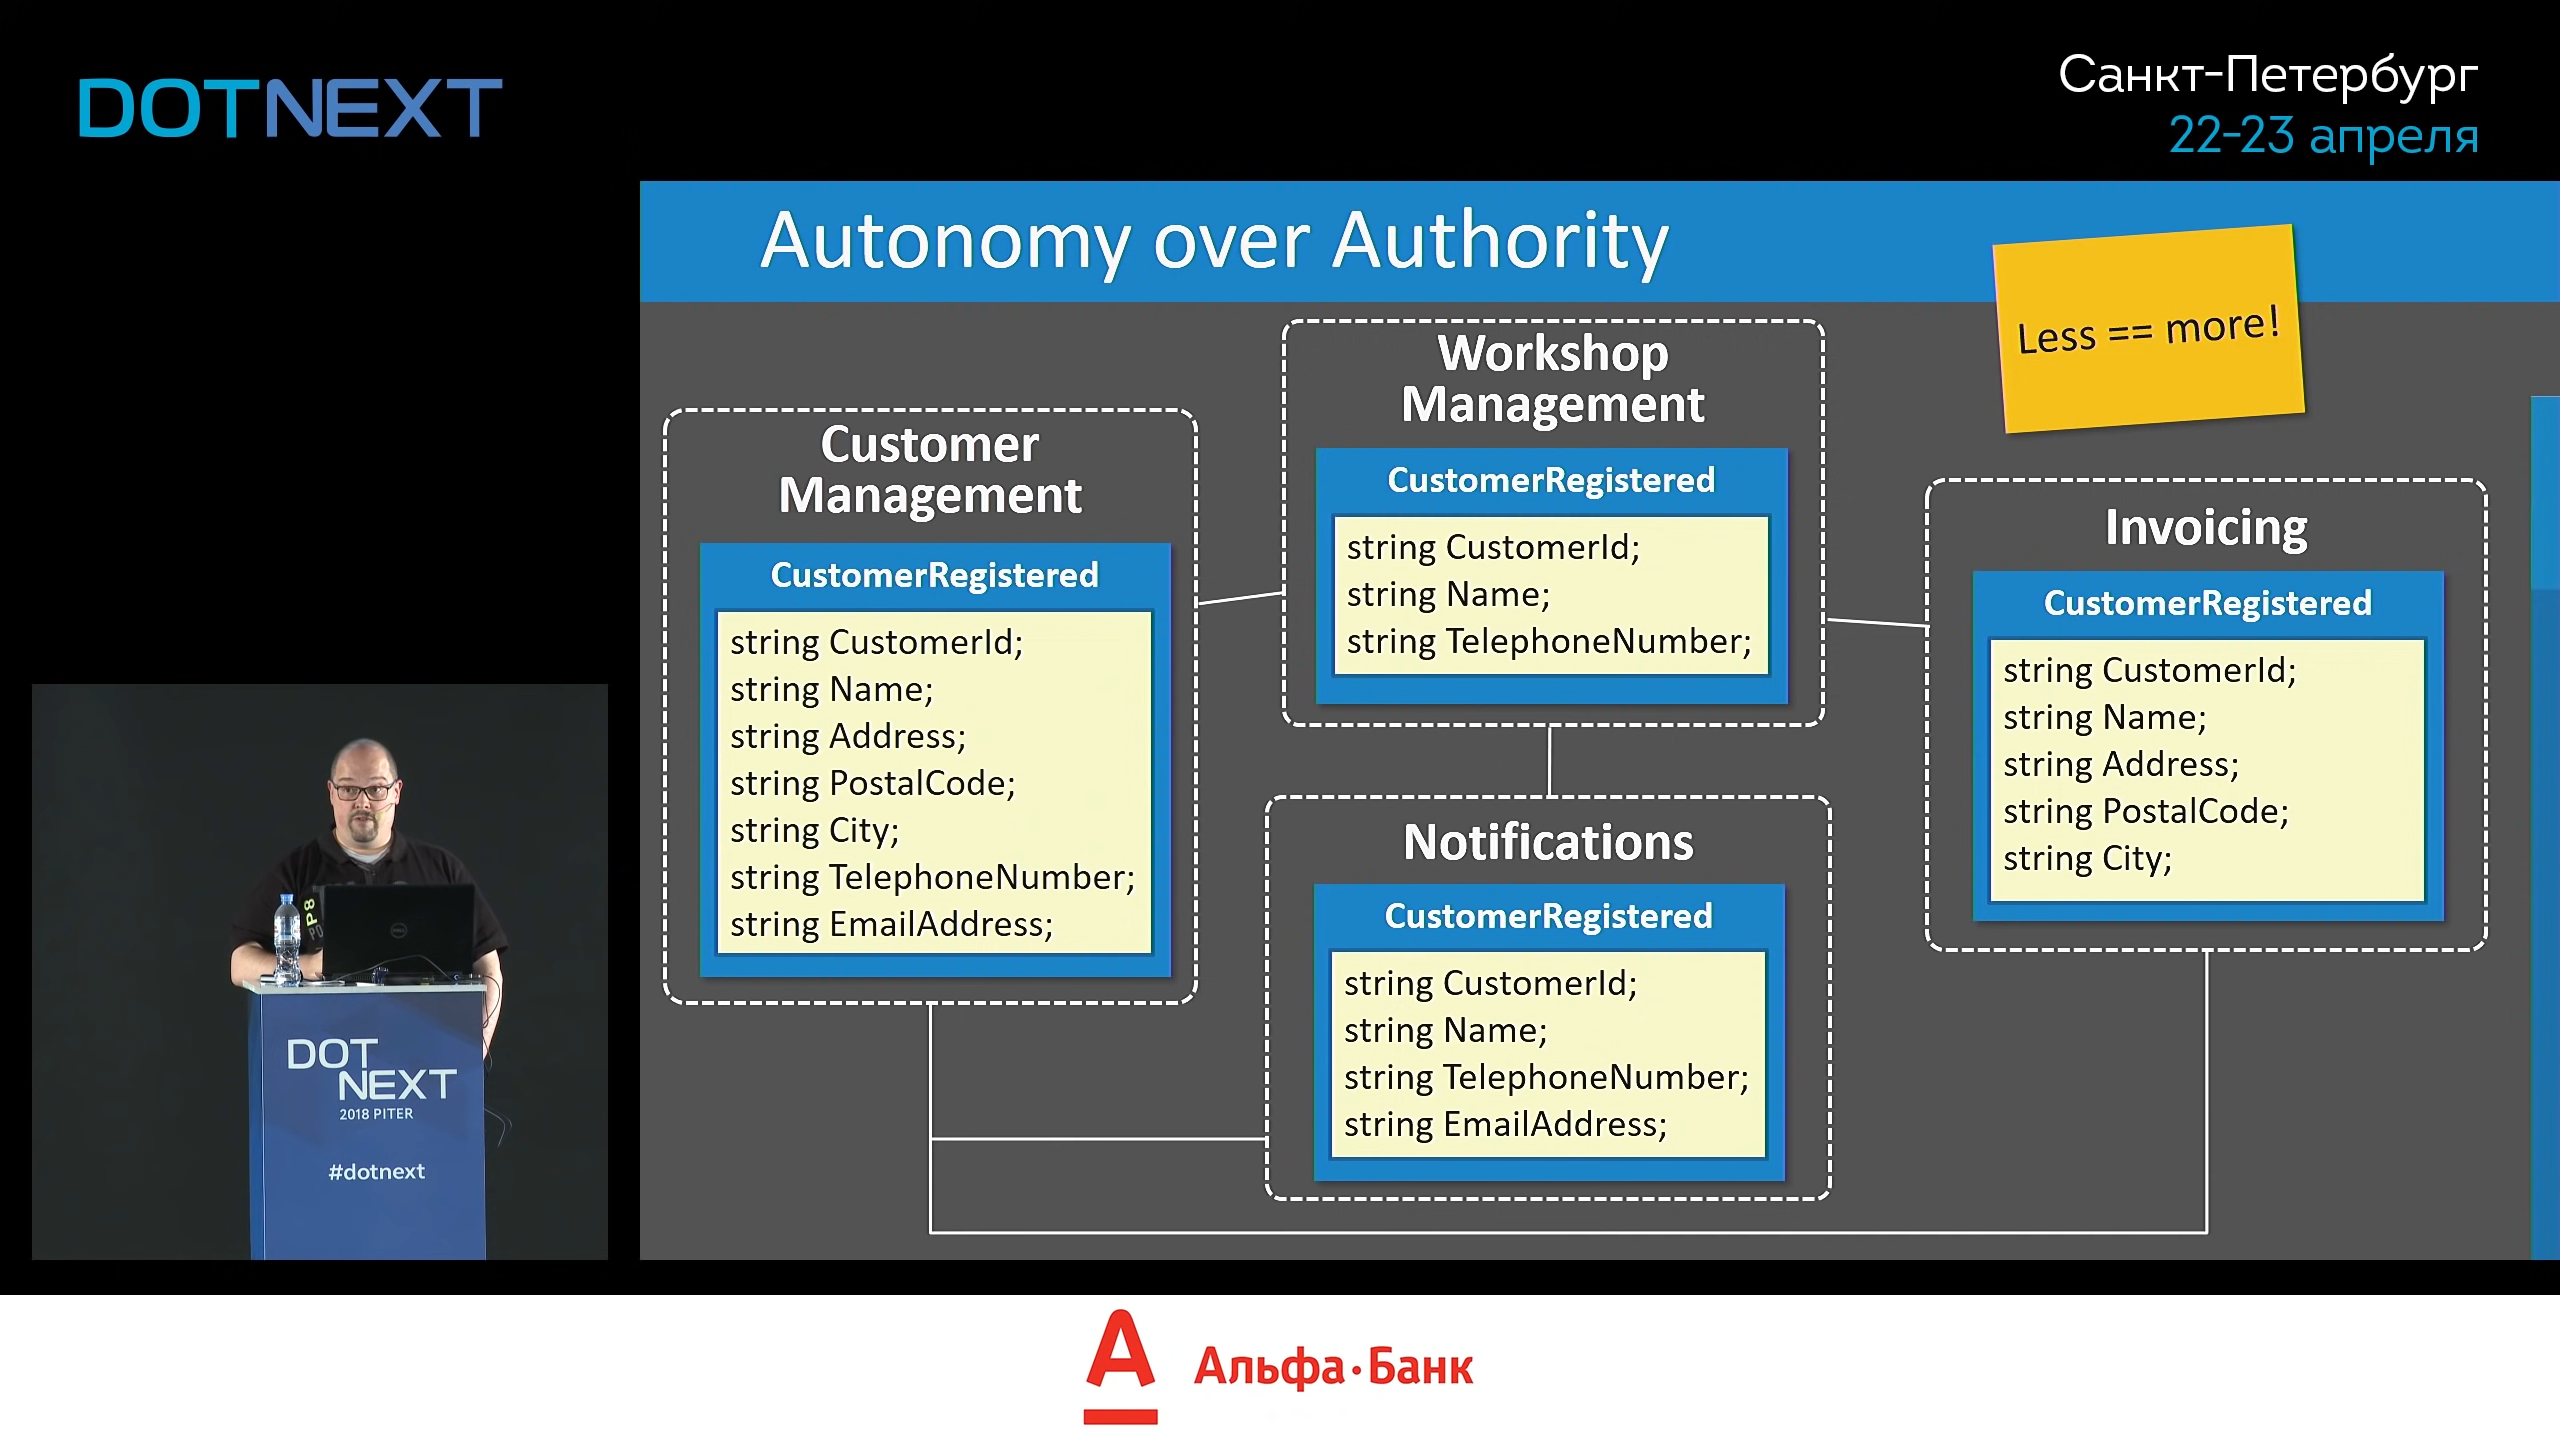 DOTNEXT
Санкт-Петербург
22-23 апреля
Autonomy over Authority
Less == more!
Customer
Management
CustomerRegistered
string CustomerId;
string Name;
string Address;
string PostalCode;
string City;
string TelephoneNumber;
string EmailAddress;
Workshop
Management
CustomerRegistered
string CustomerId;
string Name;
string TelephoneNumber;
Notifications
CustomerRegistered
string CustomerId;
string Name;
string TelephoneNumber;
string EmailAddress;
Invoicing
CustomerRegistered
string CustomerId;
string Name;
string Address;
string PostalCode;
string City;
DOT
NEXT
2018 PITER
#dotnext
А
Альфа·Банк